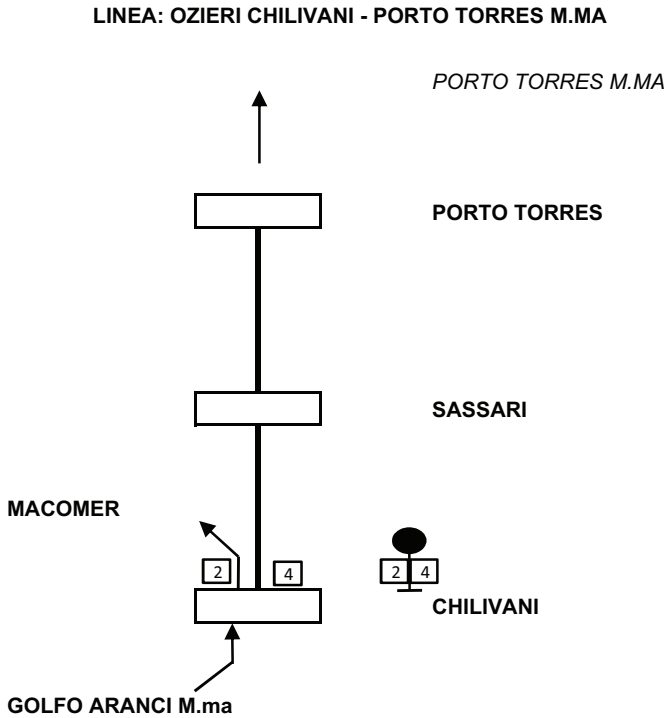 LINEA: OZIERI CHILIVANI - PORTO TORRES M.MA
PORTO TORRES M.MA
PORTO TORRES
SASSARI
MACOMER
2 4 2 4
CHILIVANI
GOLFO ARANCI M.ma